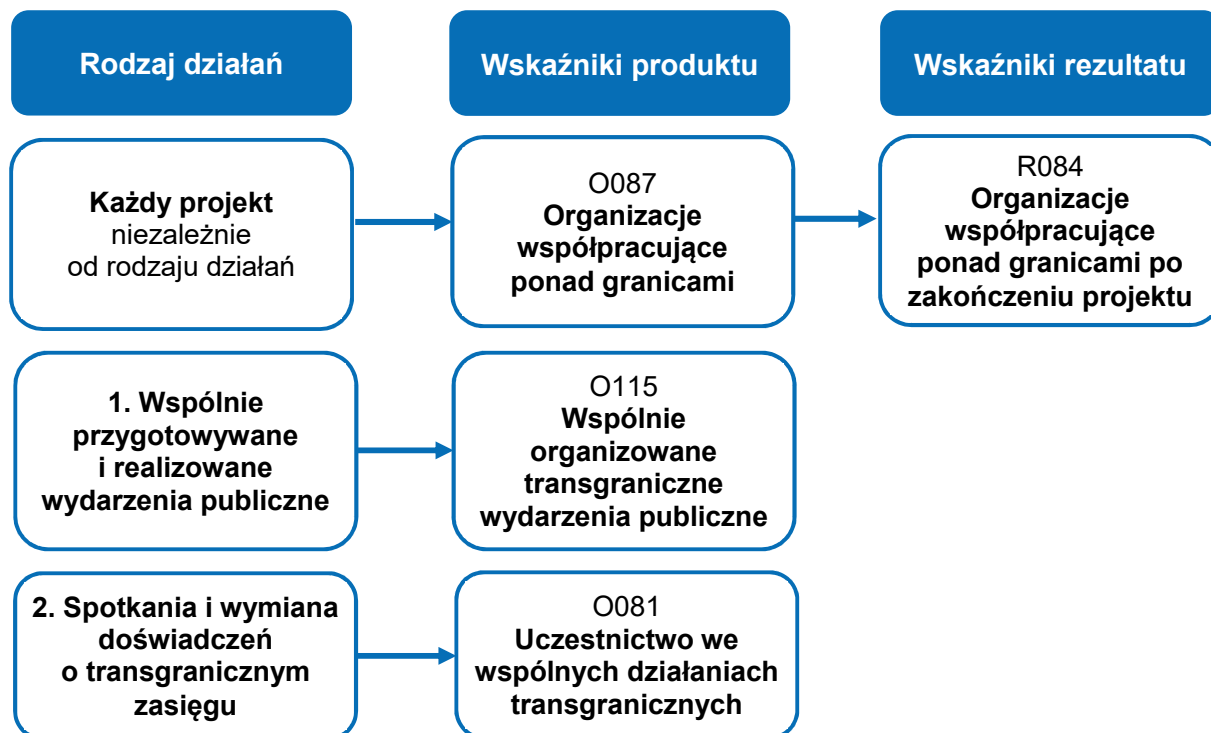 Rodzaj działań
Wskaźniki produktu
Wskaźniki rezultatu
Każdy projekt
niezależnie
od rodzaju działań
O087
Organizacje
współpracujące
ponad granicami
R084
Organizacje
współpracujące
ponad granicami po
zakończeniu projektu
1. Wspólnie
przygotowywane
i realizowane
wydarzenia publiczne
O115
Wspólnie
organizowane
transgraniczne
wydarzenia publiczne
2. Spotkania i wymiana
doświadczeń
o transgranicznym
zasięgu
O081
Uczestnictwo we
wspólnych działaniach
transgranicznych